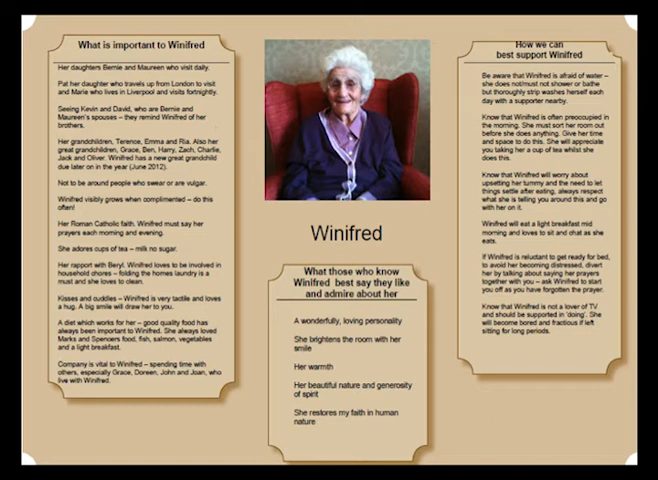 What is important to Winifred
Her daughters Bernie and Maureen who visit daily.
Pat her daughter who travels up from London to visit
and Marie who lives in Liverpool and visits fortnightly.
Seeing Kevin and David, who are Bernie and
Maureen's spouses – they remind Winifred of her
brothers.
Her grandchildren, Terence, Emma and Ria. Also her
great grandchildren, Grace, Ben, Harry, Zach, Charlie,
Jack and Oliver. Winifred has a new great grandchild
due later on in the year (June 2012).
Not to be around people who swear or are vulgar.
Winifred visibly grows when complimented – do this
often!
Her Roman Catholic faith. Winifred must say her
prayers each morning and evening.
She adores cups of tea – milk no sugar.
Her rapport with Beryl. Winifred loves to be involved in
household chores – folding the homes laundry is a
must and she loves to clean.
Kisses and cuddles – Winifred is very tactile and loves
a hug. A big smile will draw her to you.
A diet which works for her – good quality food has
always been important to Winifred. She always loved
Marks and Spencers food, fish, salmon, vegetables
and a light breakfast.
Company is vital to Winifred – spending time with
others, especially Grace, Doreen, John and Joan, who
live with Winifred.
Winifred
What those who know
Winifred best say they like
and admire about her
A wonderfully, loving personality
She brightens the room with her
smile
Her warmth
Her beautiful nature and generosity
of spirit
She restores my faith in human
nature
How we can
best support Winifred
Be aware that Winifred is afraid of water –
she does not/must not shower or bathe
but thoroughly strip washes herself each
day with a supporter nearby.
Know that Winifred is often preoccupied in
the morning. She must sort her room out
before she does anything. Give her time
and space to do this. She will appreciate
you taking her a cup of tea whilst she
does this.
Know that Winifred will worry about
upsetting her tummy and the need to let
things settle after eating, always respect
what she is telling you around this and go
with her on it.
Winifred will eat a light breakfast mid
morning and loves to sit and chat as she
eats.
If Winifred is reluctant to get ready for bed,
to avoid her becoming distressed, divert
her by talking about saying her prayers
together with you – ask Winifred to start
you off as you have forgotten the prayer.
Know that Winifred is not a lover of TV
and should be supported in 'doing'. She
will become bored and fractious if left
sitting for long periods.